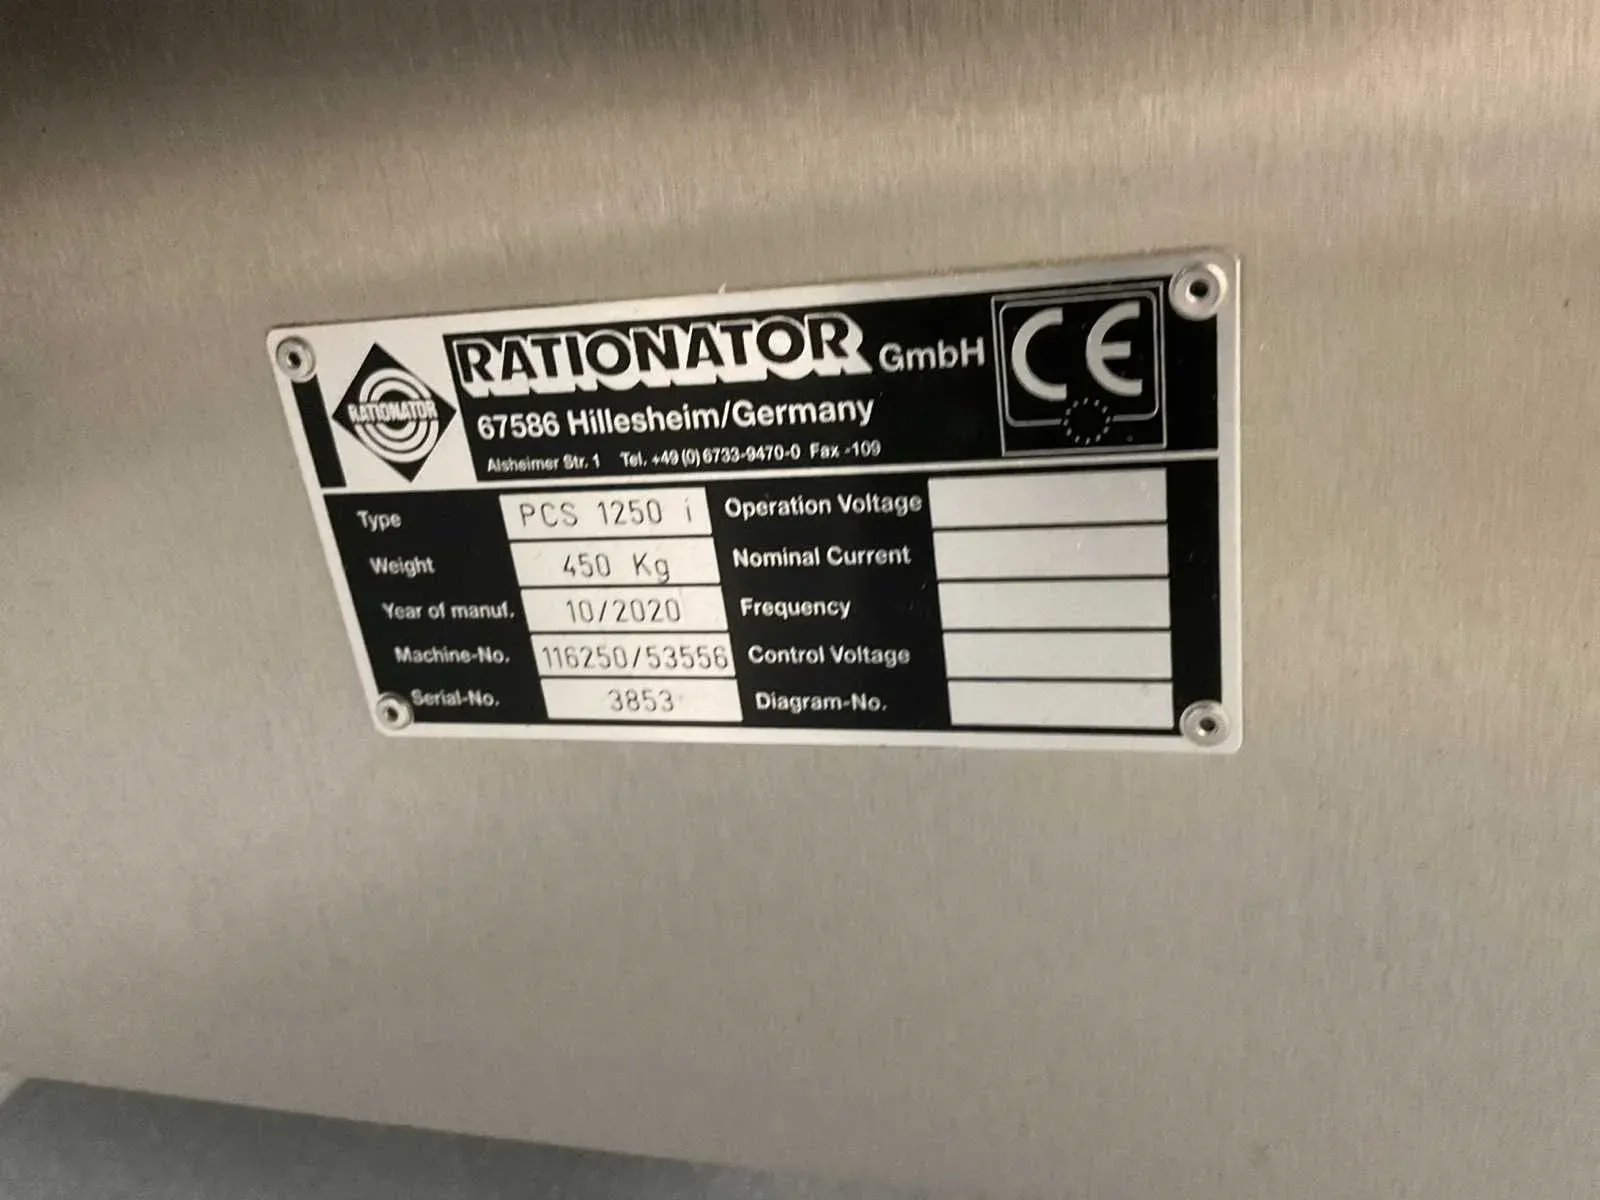 RATIONATOR
RATIONATOR GmbH
CE
67586 Hillesheim/Germany
Alsheimer Str. 1 Tel. +49 (0) 6733-9470-0 Fax -109
Type PCS 1250 i Operation Voltage
Weight 450 Kg Nominal Current
Year of manuf. 10/2020 Frequency
Machine-No. 116250/53556 Control Voltage
Serial-No. 3853 Diagram-No.